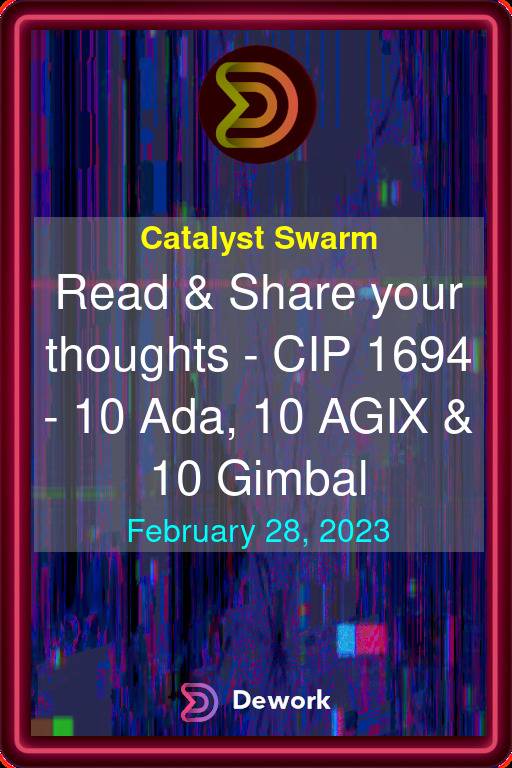 Catalyst Swarm
Read & Share your
thoughts - CIP 1694
- 10 Ada, 10 AGIX &
10 Gimbal
February 28, 2023
Dework